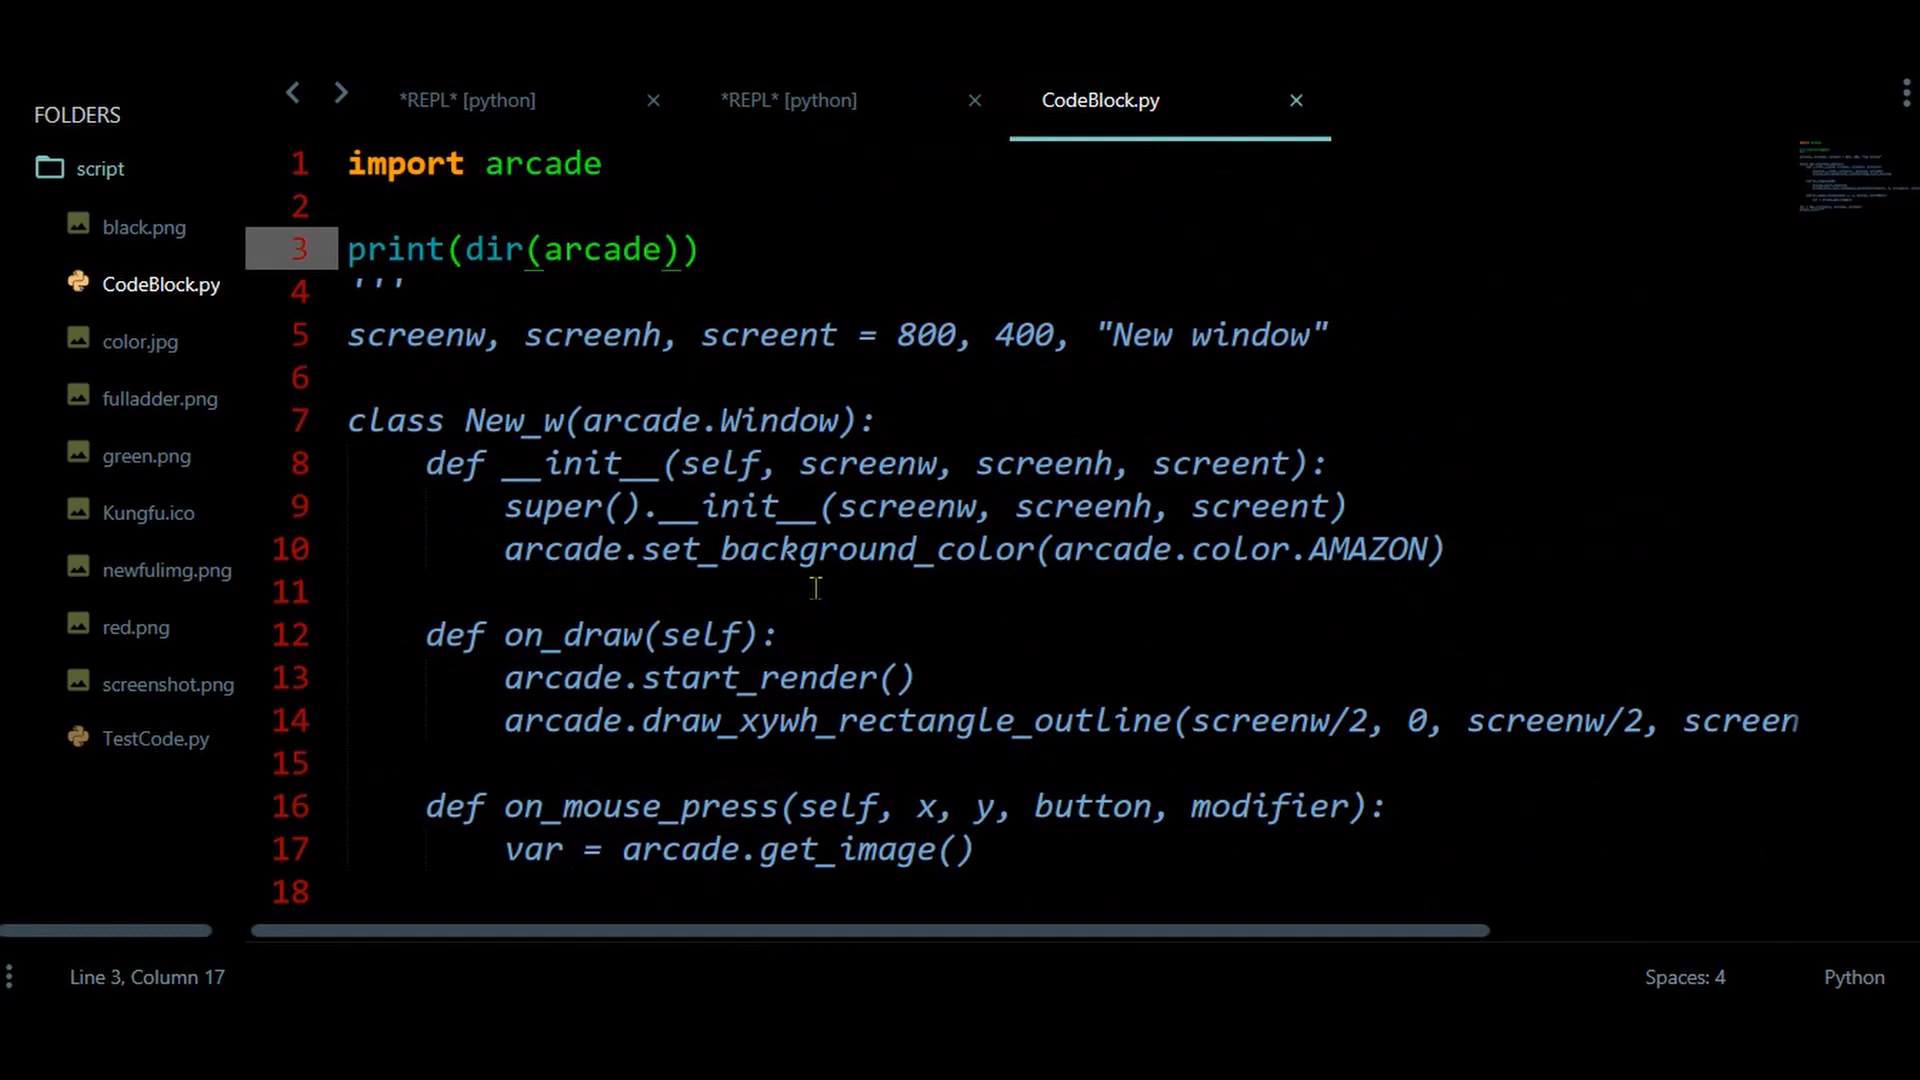 FOLDERS
script
black.png
CodeBlock.py
color.jpg
fulladder.png
green.png
Kungfu.ico
newfulimg.png
red.png
screenshot.png
TestCode.py
*REPL* [python] × *REPL* [python] × CodeBlock.py ×
1 import arcade
2
3 print(dir(arcade))
4 '''
5 screenw, screenh, screent = 800, 400, "New window"
6
7 class New_w(arcade.Window):
8     def __init__(self, screenw, screenh, screent):
9         super().__init__(screenw, screenh, screent)
10         arcade.set_background_color(arcade.color.AMAZON)
11
12     def on_draw(self):
13         arcade.start_render()
14         arcade.draw_xywh_rectangle_outline(screenw/2, 0, screenw/2, screen
15
16     def on_mouse_press(self, x, y, button, modifier):
17         var = arcade.get_image()
18
Line 3, Column 17
Spaces: 4
Python